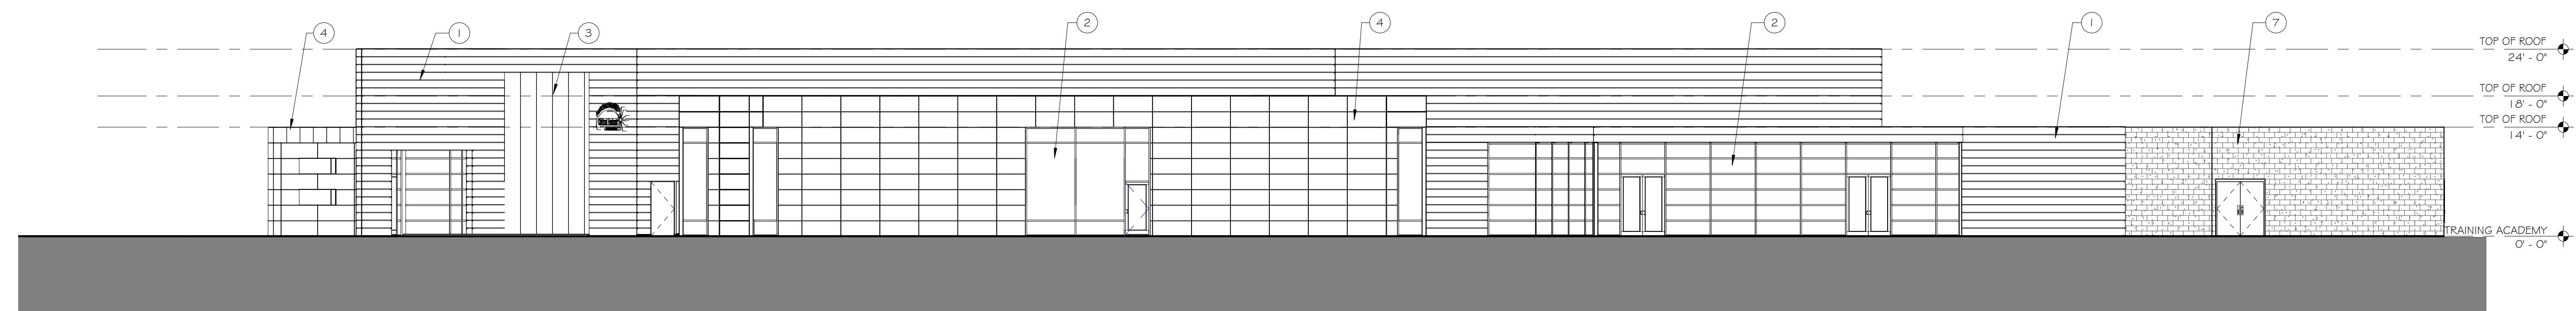 4
1
3
2
4
2
1
7
TOP OF ROOF
24' - 0"
TOP OF ROOF
18' - 0"
TOP OF ROOF
14' - 0"
TRAINING ACADEMY
0' - 0"